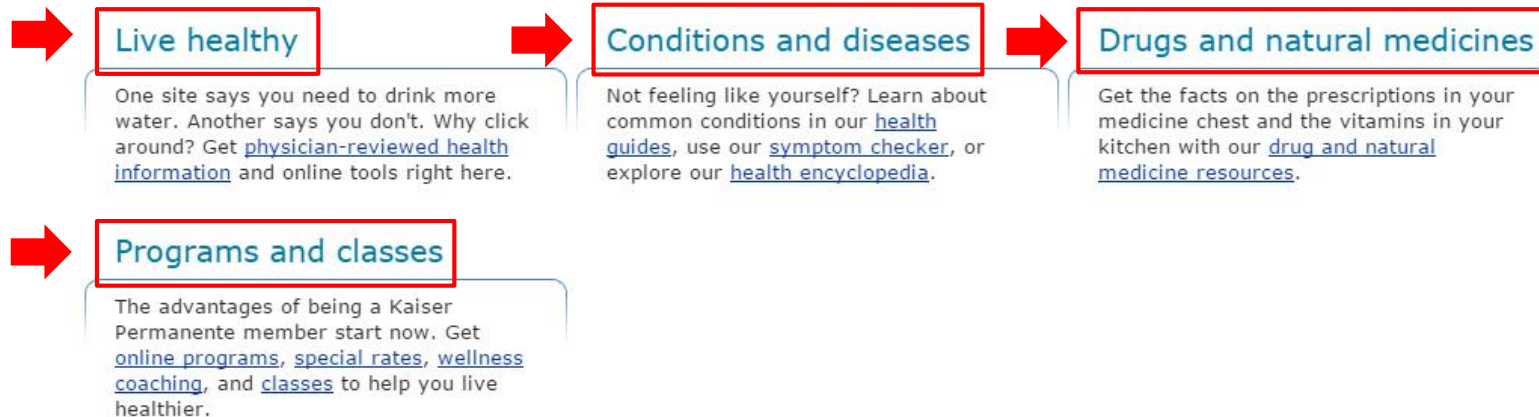 Live healthy
One site says you need to drink more
water. Another says you don't. Why click
around? Get physician-reviewed health
information and online tools right here.
Conditions and diseases
Not feeling like yourself? Learn about
common conditions in our health
guides, use our symptom checker, or
explore our health encyclopedia.
Drugs and natural medicines
Get the facts on the prescriptions in your
medicine chest and the vitamins in your
kitchen with our drug and natural
medicine resources.
Programs and classes
The advantages of being a Kaiser
Permanente member start now. Get
online programs, special rates, wellness
coaching, and classes to help you live
healthier.